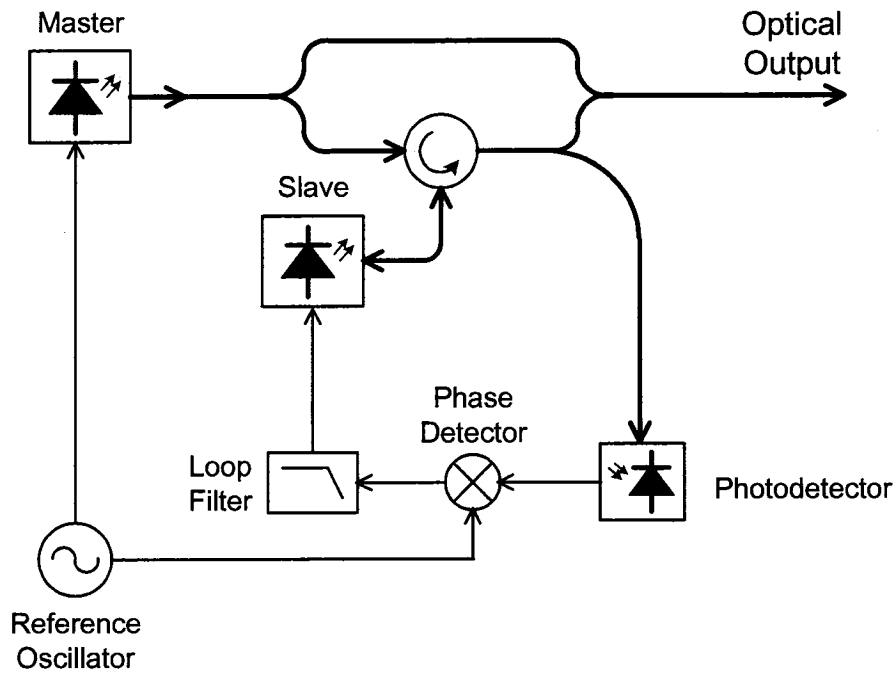 Master
Optical
Output
Slave
Phase
Detector
Loop
Filter
Photodetector
Reference
Oscillator